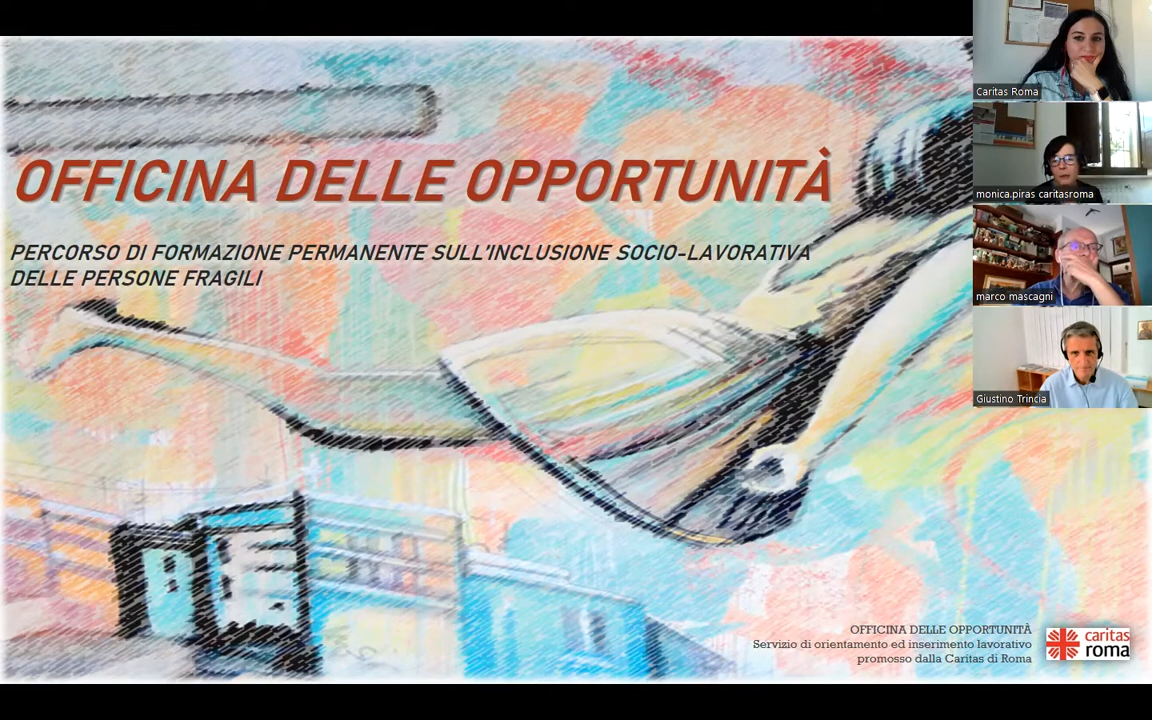 OFFICINA DELLE OPPORTUNITÀ
PERCORSO DI FORMAZIONE PERMANENTE SULL'INCLUSIONE SOCIO-LAVORATIVA
DELLE PERSONE FRAGILI
Caritas Roma
monica.piras caritasroma
marco mascagni
Giustino Trincia
OFFICINA DELLE OPPORTUNITÀ
Servizio di orientamento ed inserimento lavorativo
promosso dalla Caritas di Roma
caritas
roma